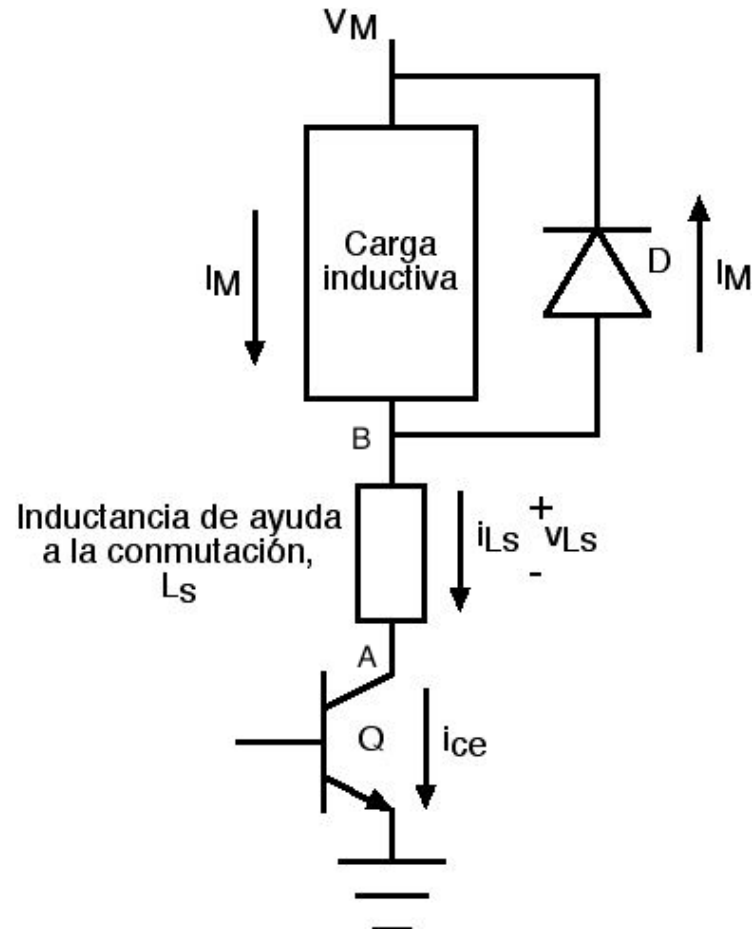 VM
Carga
inductiva
IM
D
IM
B
Inductancia de ayuda
a la conmutación,
Ls
iLs
+
vLs
-
A
Q
ice